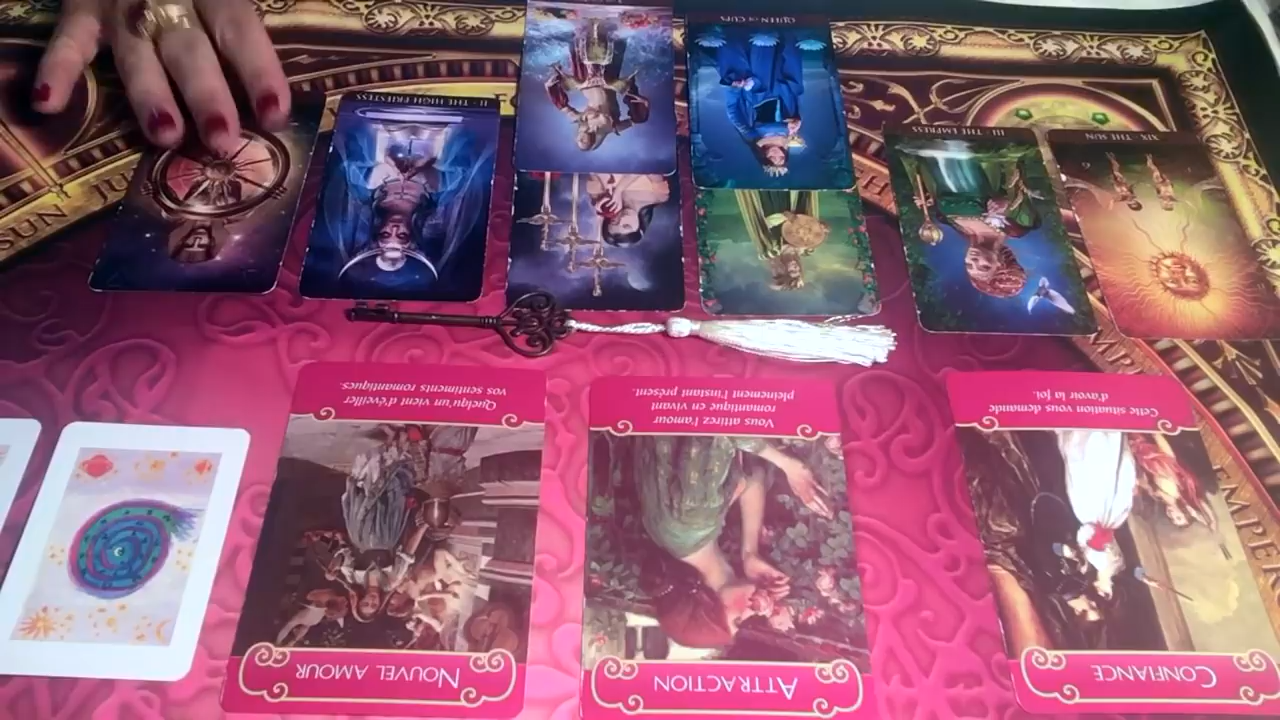 II - THE HIGH PRIESTESS
QUEEN OF CUPS
III - THE EMPRESS
XIX - THE SUN
SUN
EMPER
Quelqu'un vient d'éveiller
vos sentiments romantiques.
NOUVEL AMOUR
Vous attirez l'amour
romantique en vivant
pleinement l'instant présent.
ATTRACTION
Cette situation vous demande
d'avoir la foi.
CONFIANCE